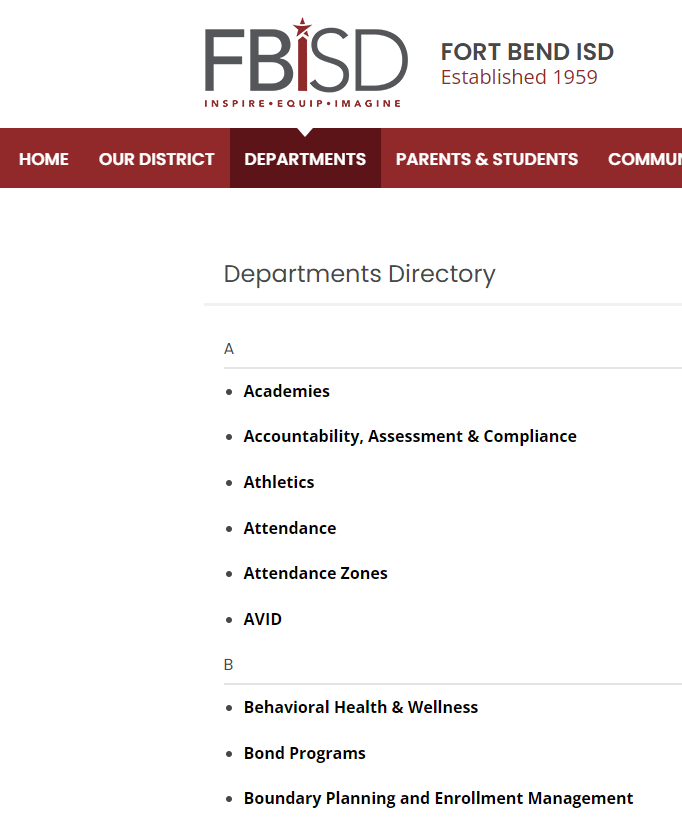 FBISD
INSPIRE•EQUIP•IMAGINE
FORT BEND ISD
Established 1959
HOME OUR DISTRICT DEPARTMENTS PARENTS & STUDENTS COMMUN
Departments Directory
A
• Academies
• Accountability, Assessment & Compliance
• Athletics
• Attendance
• Attendance Zones
• AVID
B
• Behavioral Health & Wellness
• Bond Programs
• Boundary Planning and Enrollment Management